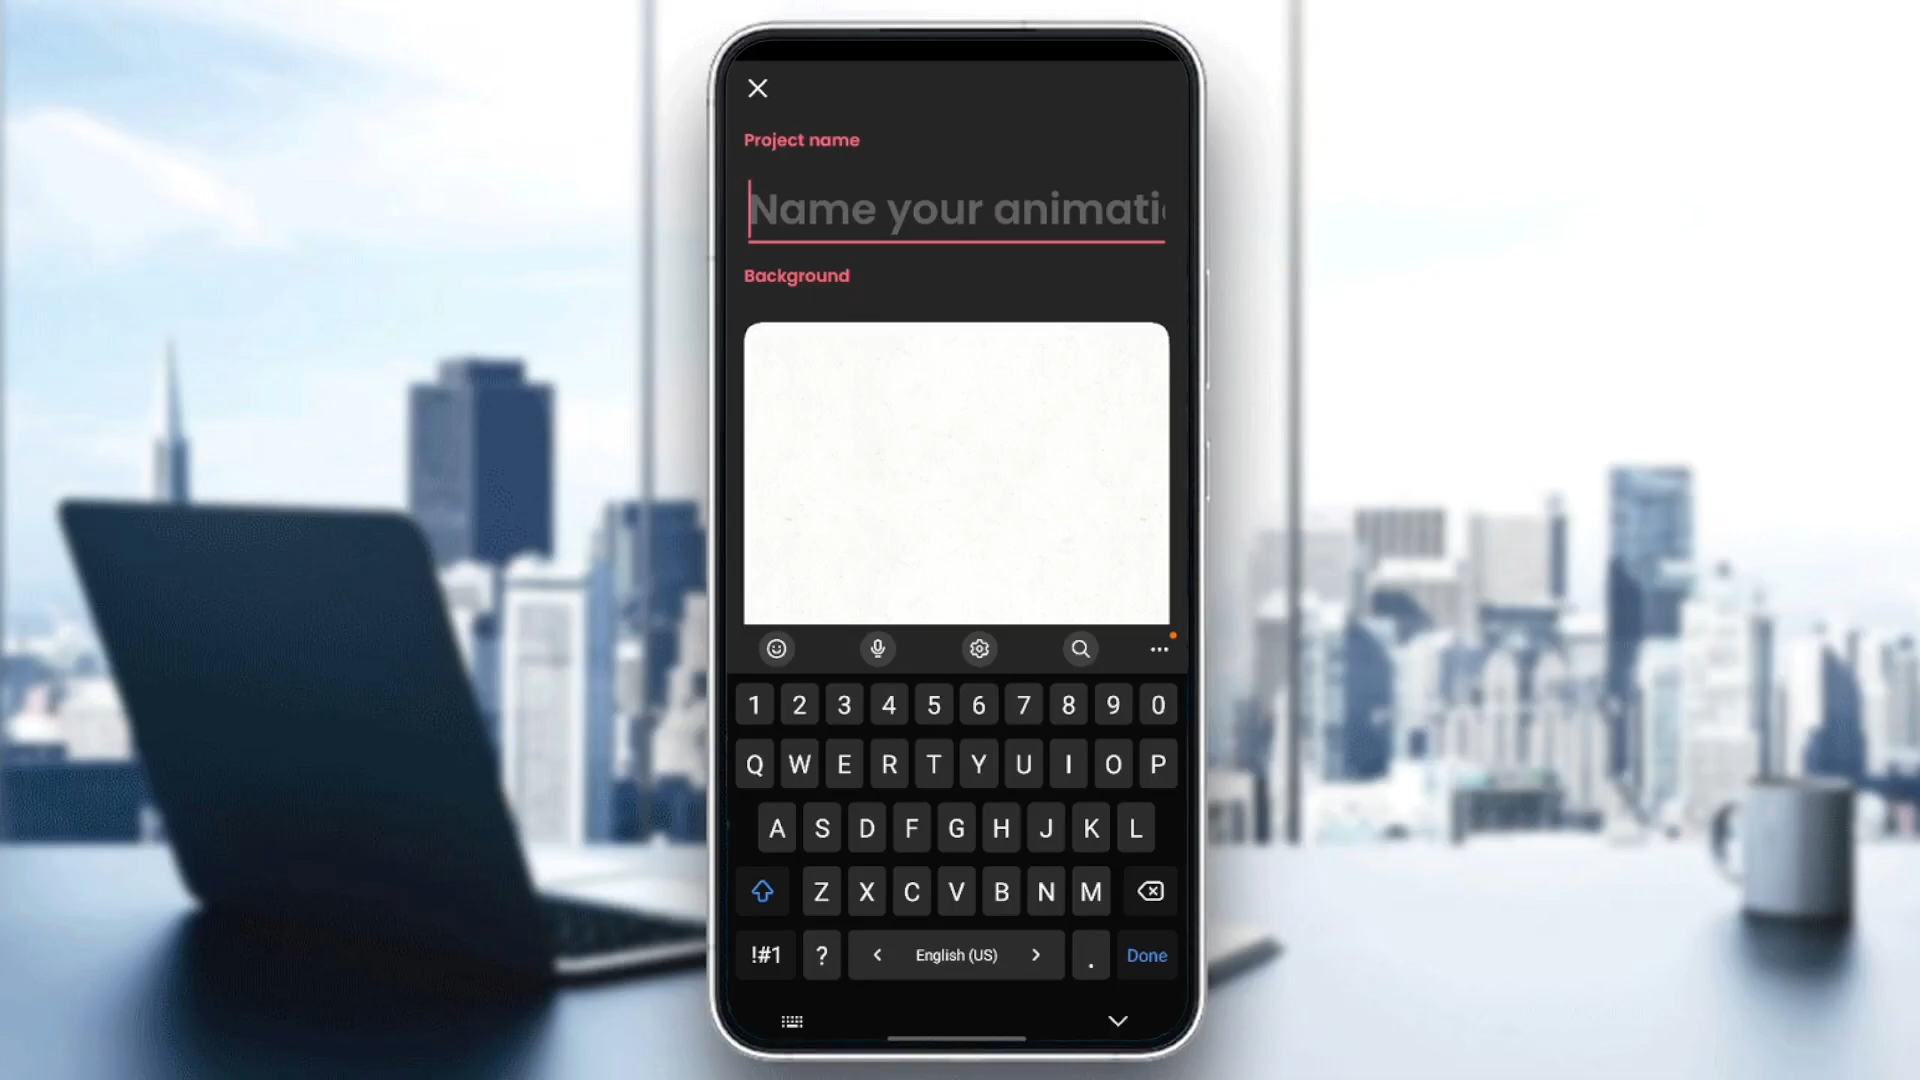 Project name
Name your animati
Background
1 2 3 4 5 6 7 8 9 0
Q W E R T Y U I O P
A S D F G H J K L
Z X C V B N M
!#1 ? < English (US) > . Done